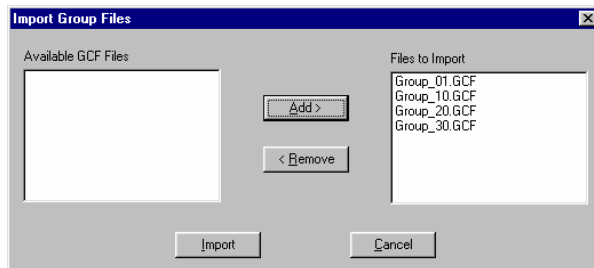 Import Group Files
Available GCF Files
Files to Import
Group_01.GCF
Group_10.GCF
Group_20.GCF
Group_30.GCF
Add >
< Remove
Import
Cancel